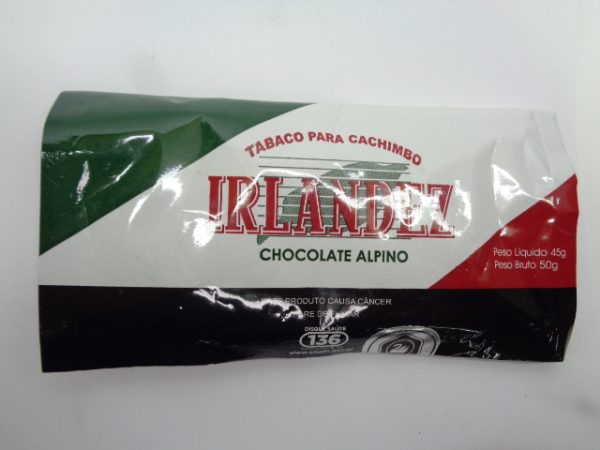 TABACO PARA CACHIMBO
IRLANDEZ
CHOCOLATE ALPINO
Peso Líquido 45g
Peso Bruto 50g
PRODUTO CAUSA CÂNCER
DISQUE SAÚDE
136